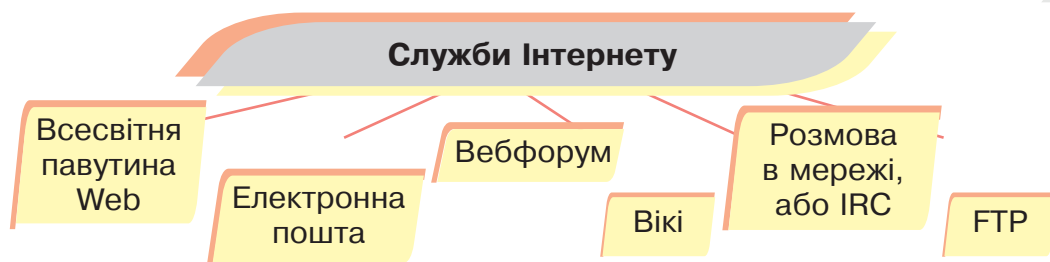 Служби Інтернету
Всесвітня
павутина
Web
Електронна
пошта
Вебфорум
Вікі
Розмова
в мережі,
або IRC
FTP